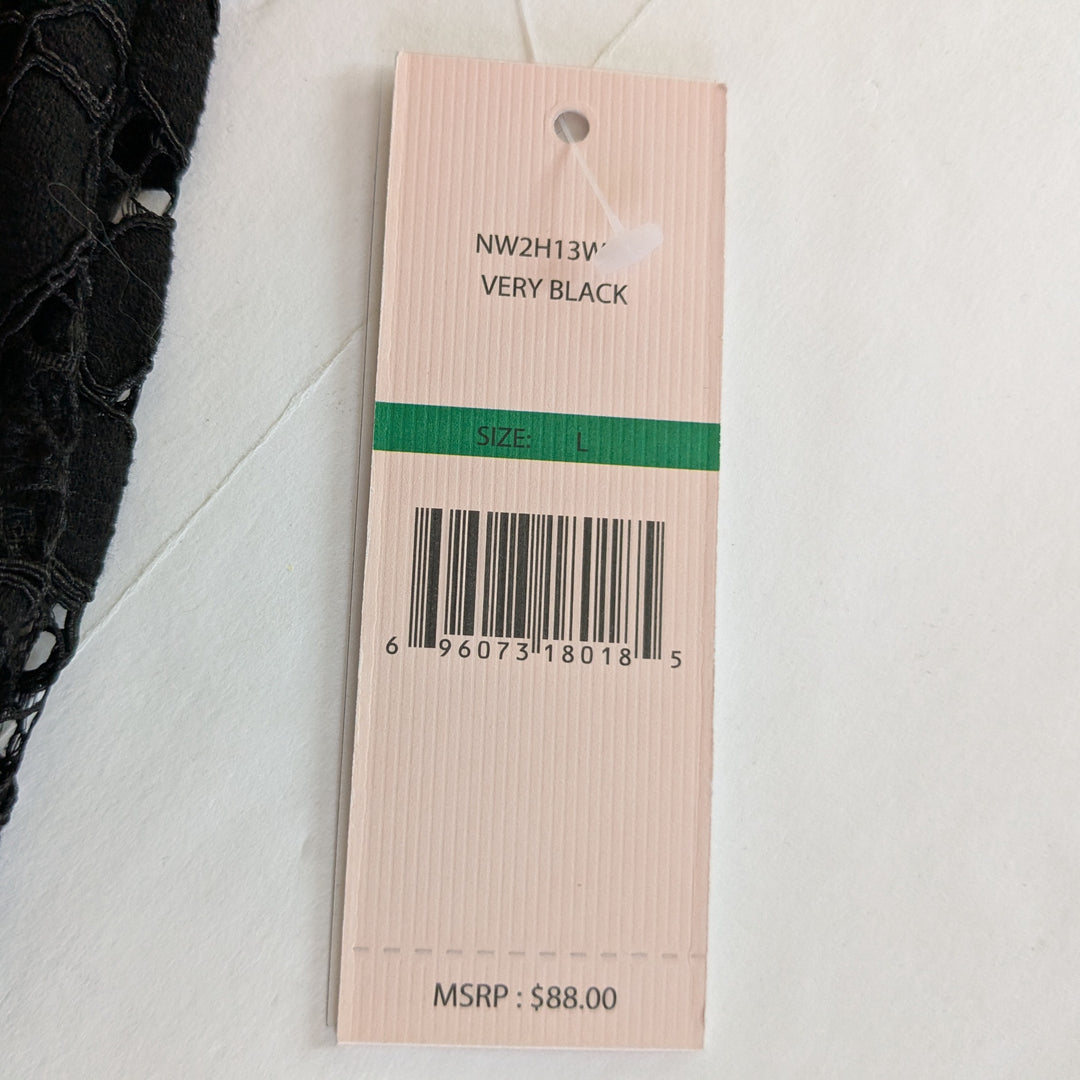 VERY BLACK
SIZE: L
6 96073 18018 5
MSRP : $88.00